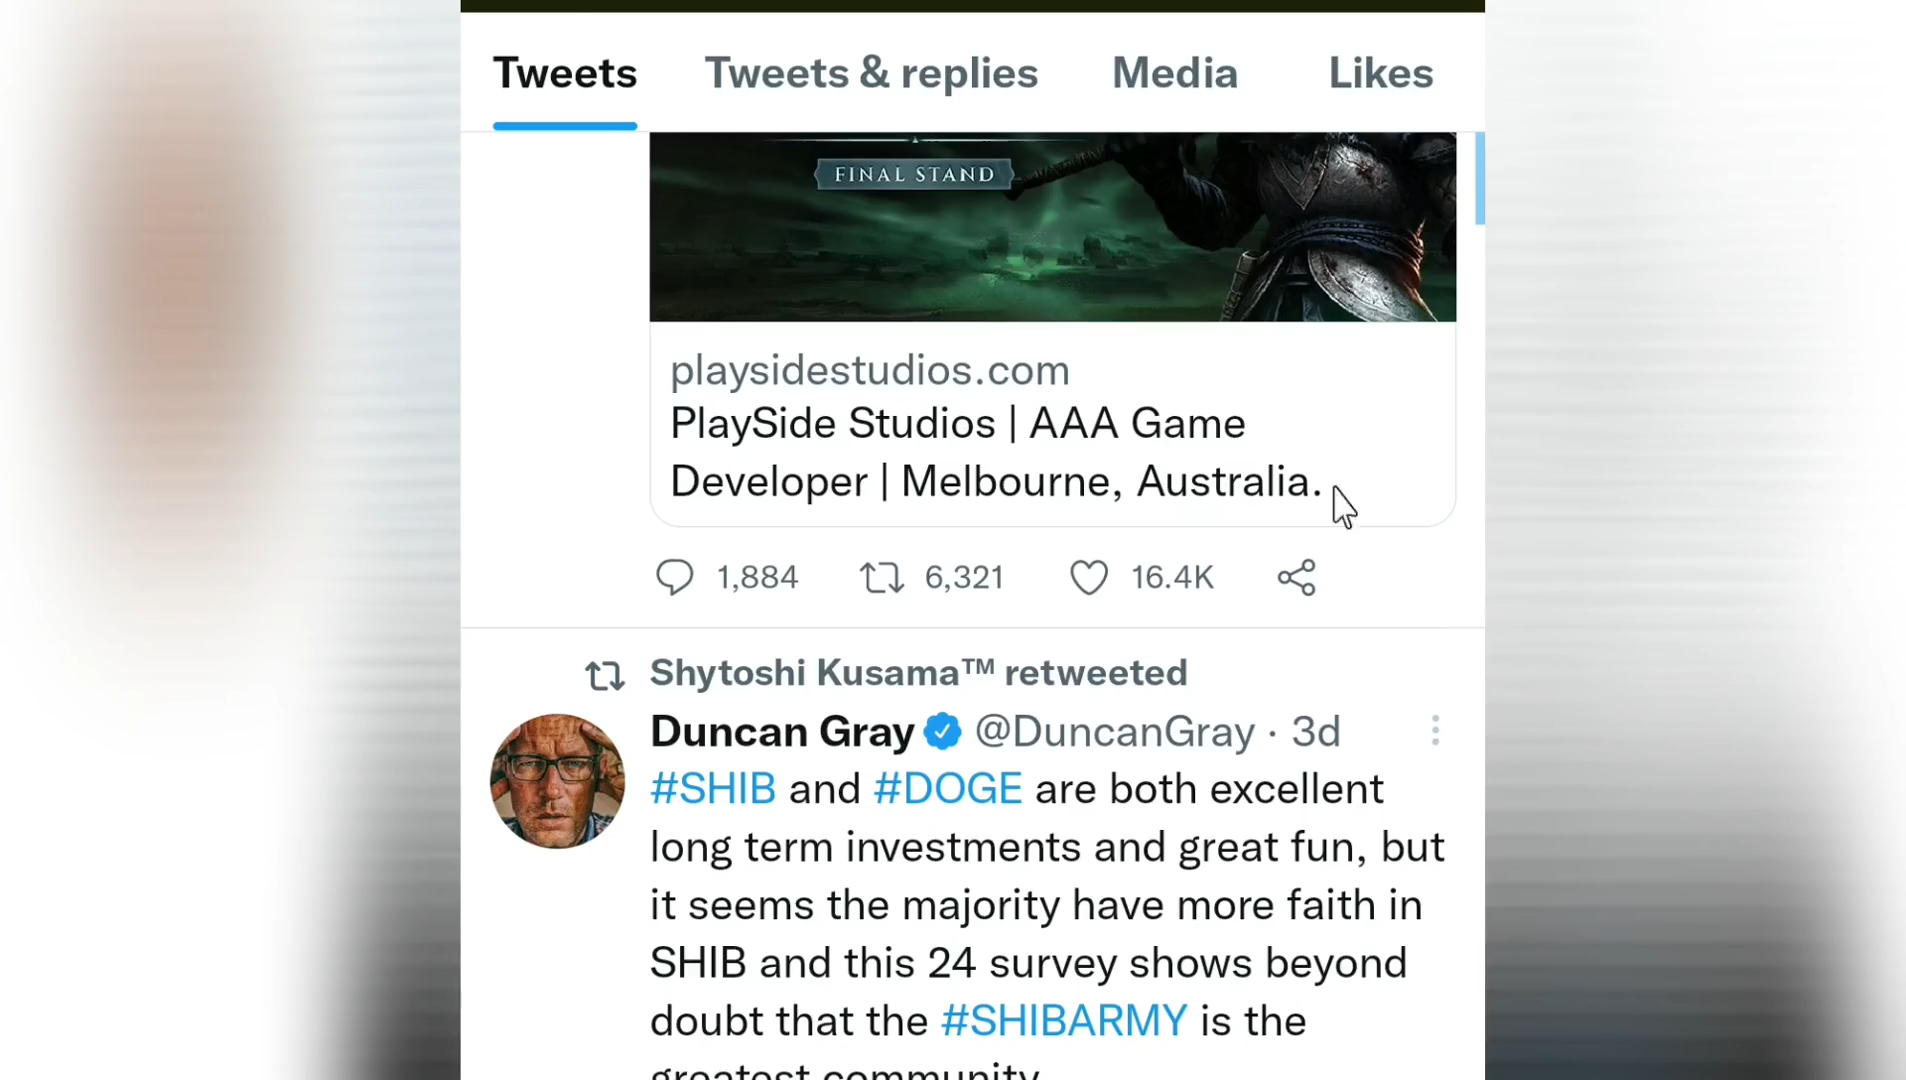 Tweets Tweets & replies Media Likes
FINAL STAND
playsidestudios.com
PlaySide Studios | AAA Game
Developer | Melbourne, Australia.
1,884 6,321 16.4K
Shytoshi Kusama™ retweeted
Duncan Gray @DuncanGray · 3d
#SHIB and #DOGE are both excellent
long term investments and great fun, but
it seems the majority have more faith in
SHIB and this 24 survey shows beyond
doubt that the #SHIBARMY is the
greatest community